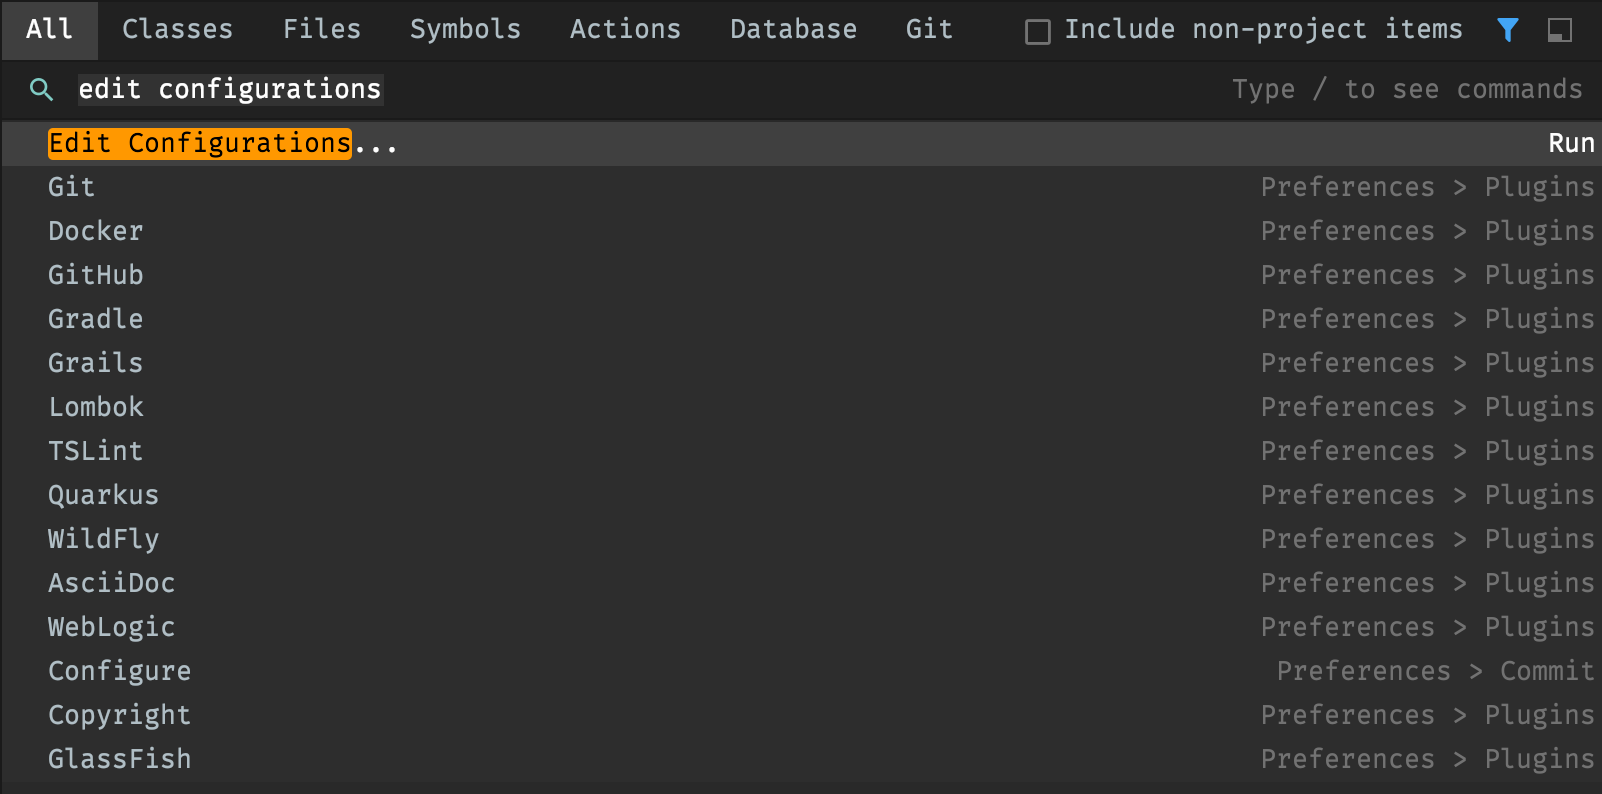 All Classes Files Symbols Actions Database Git Include non-project items
edit configurations Type / to see commands
Edit Configurations... Run
Git Preferences > Plugins
Docker Preferences > Plugins
GitHub Preferences > Plugins
Gradle Preferences > Plugins
Grails Preferences > Plugins
Lombok Preferences > Plugins
TSLint Preferences > Plugins
Quarkus Preferences > Plugins
WildFly Preferences > Plugins
AsciiDoc Preferences > Plugins
WebLogic Preferences > Plugins
Configure Preferences > Commit
Copyright Preferences > Plugins
GlassFish Preferences > Plugins